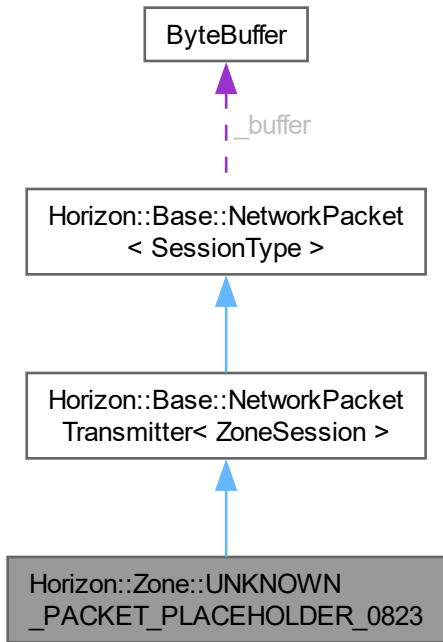 ByteBuffer
_buffer
Horizon::Base::NetworkPacket
< SessionType >
Horizon::Base::NetworkPacket
Transmitter< ZoneSession >
Horizon::Zone::UNKNOWN
_PACKET_PLACEHOLDER_0823